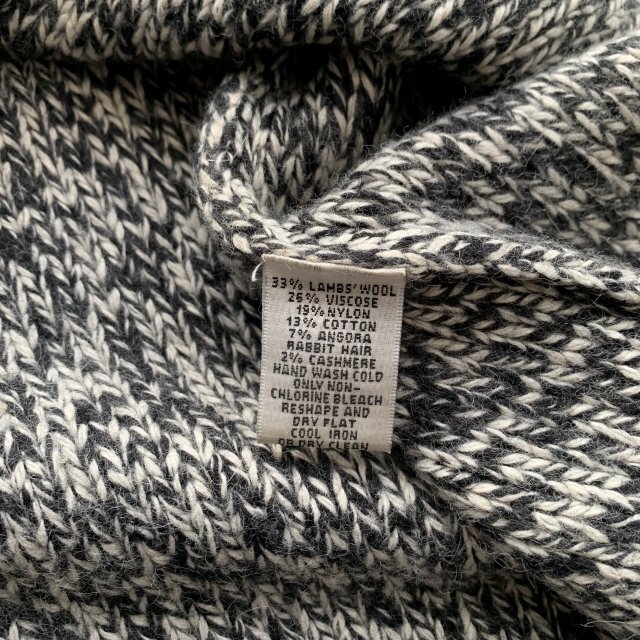 33% LAMBS' WOOL
26% VISCOSE
19% NYLON
13% COTTON
7% ANGORA
RABBIT HAIR
2% CASHMERE
HAND WASH COLD
ONLY NON-
CHLORINE BLEACH
RESHAPE AND
DRY FLAT
COOL IRON